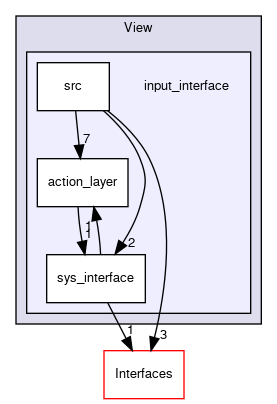 View
src
input_interface
7
action_layer
1
1
2
sys_interface
1
3
Interfaces